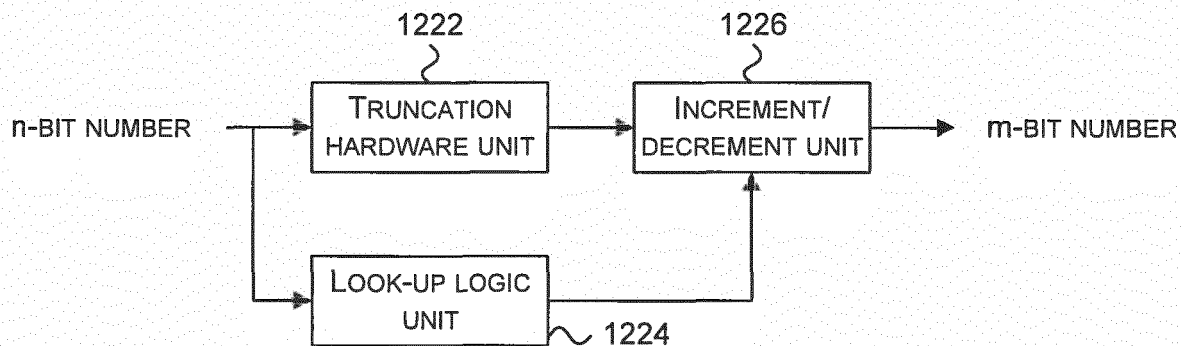 1222
1226
n-BIT NUMBER
TRUNCATION
HARDWARE UNIT
INCREMENT/
DECREMENT UNIT
m-BIT NUMBER
LOOK-UP LOGIC
UNIT
1224